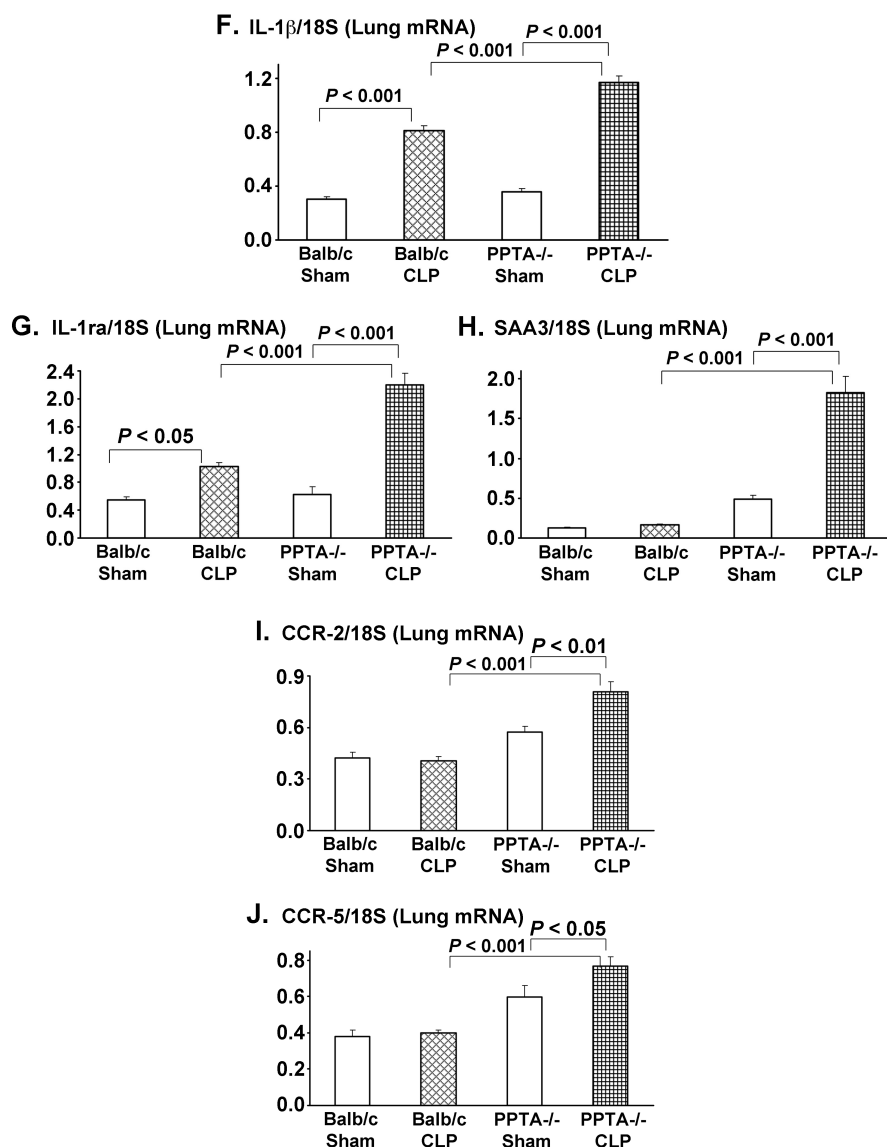 F. IL-1β/18S (Lung mRNA)
P < 0.001
P < 0.001
P < 0.001
1.2
0.8
0.4
0.0
Balb/c Sham
Balb/c CLP
PPTA-/- Sham
PPTA-/- CLP
G. IL-1ra/18S (Lung mRNA)
P < 0.001
P < 0.001
P < 0.05
2.4
2.0
1.6
1.2
0.8
0.4
0.0
Balb/c Sham
Balb/c CLP
PPTA-/- Sham
PPTA-/- CLP
H. SAA3/18S (Lung mRNA)
P < 0.001
P < 0.001
2.0
1.5
1.0
0.5
0.0
Balb/c Sham
Balb/c CLP
PPTA-/- Sham
PPTA-/- CLP
I. CCR-2/18S (Lung mRNA)
P < 0.01
P < 0.001
0.9
0.6
0.3
0.0
Balb/c Sham
Balb/c CLP
PPTA-/- Sham
PPTA-/- CLP
J. CCR-5/18S (Lung mRNA)
P < 0.05
P < 0.001
0.8
0.6
0.4
0.2
0.0
Balb/c Sham
Balb/c CLP
PPTA-/- Sham
PPTA-/- CLP